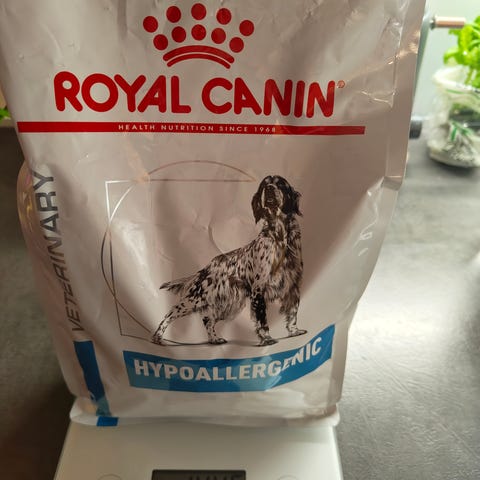 ROYAL CANIN®
HEALTH NUTRITION SINCE 1968
VETERINARY
HYPOALLERGENIC